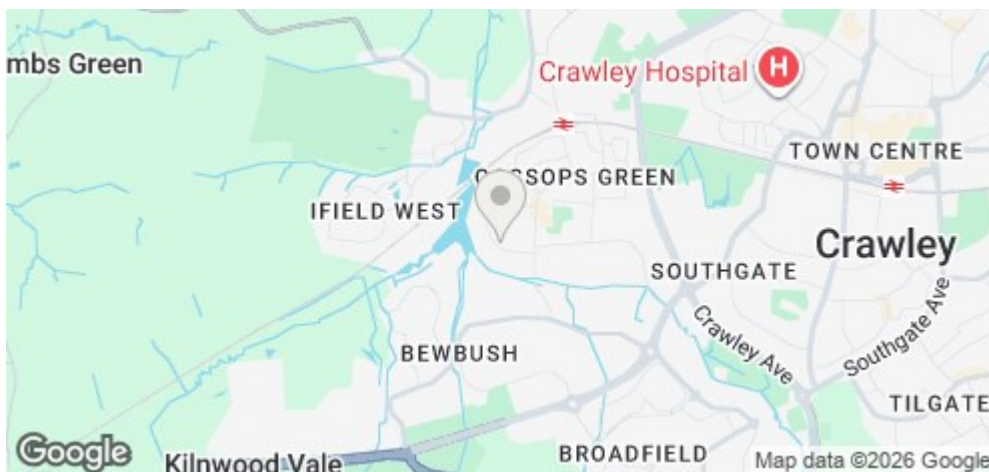 mbs Green
Crawley Hospital
H
TOWN CENTRE
GOSSOPS GREEN
IFIELD WEST
Crawley
SOUTHGATE
Crawley Ave
Southgate Ave
BEWBUSH
TILGATE
BROADFIELD
Kilnwood Vale
Google
Map data ©2026 Google